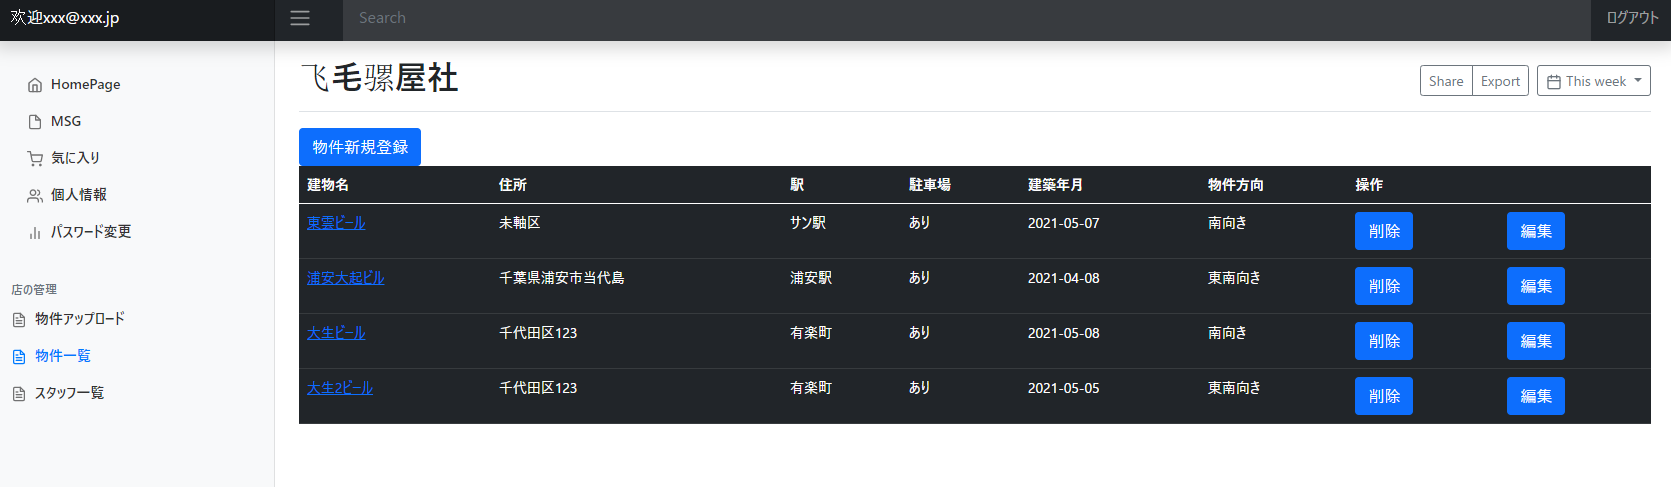 欢迎xxx@xxx.jp
Search
ログアウト
HomePage
MSG
気に入り
個人情報
パスワード変更
店の管理
物件アップロード
物件一覧
スタッフ一覧
飞毛骡屋社
Share Export This week
物件新規登録
建物名 住所 駅 駐車場 建築年月 物件方向 操作
東雲ビール 未軸区 サン駅 あり 2021-05-07 南向き 削除 編集
浦安大起ビル 千葉県浦安市当代島 浦安駅 あり 2021-04-08 東南向き 削除 編集
大生ビール 千代田区123 有楽町 あり 2021-05-08 南向き 削除 編集
大生2ビール 千代田区123 有楽町 あり 2021-05-05 東南向き 削除 編集